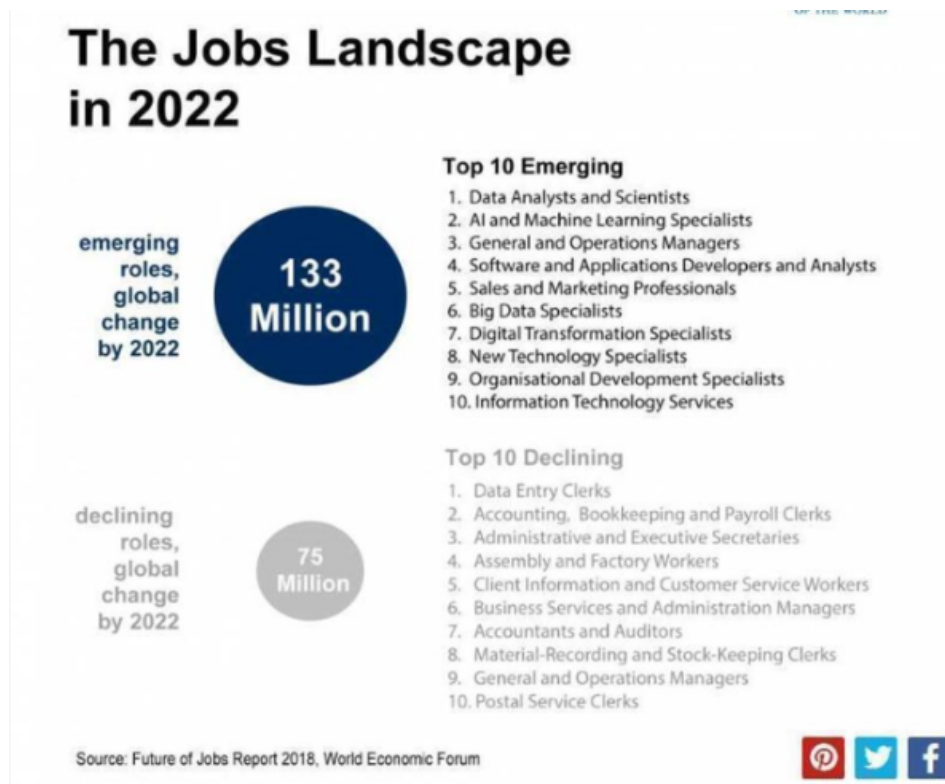 OF THE WORLD
The Jobs Landscape
in 2022
emerging
roles,
global
change
by 2022
133
Million
Top 10 Emerging
1. Data Analysts and Scientists
2. AI and Machine Learning Specialists
3. General and Operations Managers
4. Software and Applications Developers and Analysts
5. Sales and Marketing Professionals
6. Big Data Specialists
7. Digital Transformation Specialists
8. New Technology Specialists
9. Organisational Development Specialists
10. Information Technology Services
declining
roles,
global
change
by 2022
75
Million
Top 10 Declining
1. Data Entry Clerks
2. Accounting, Bookkeeping and Payroll Clerks
3. Administrative and Executive Secretaries
4. Assembly and Factory Workers
5. Client Information and Customer Service Workers
6. Business Services and Administration Managers
7. Accountants and Auditors
8. Material-Recording and Stock-Keeping Clerks
9. General and Operations Managers
10. Postal Service Clerks
Source: Future of Jobs Report 2018, World Economic Forum